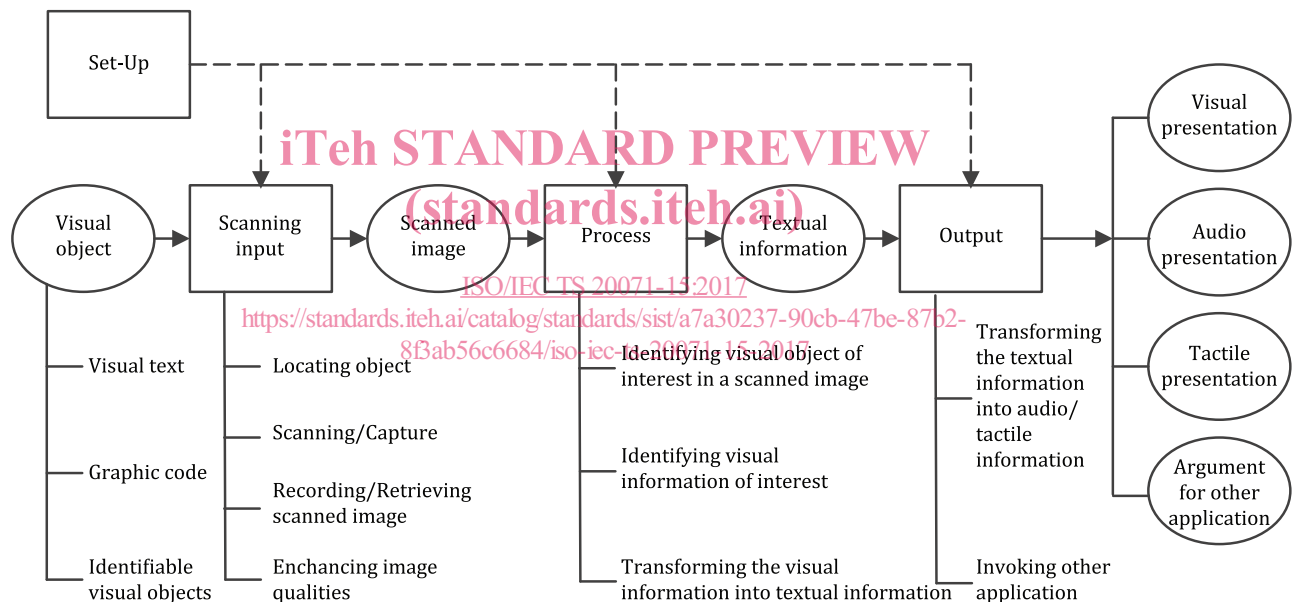 Set-Up
Visual
presentation
iTeh STANDARD PREVIEW
(standards.iteh.ai)
Visual
object
Scanning
input
Scanned
image
Process
Textual
information
Output
Audio
presentation
ISO/IEC TS 20071-15:2017
https://standards.iteh.ai/catalog/standards/sist/a7a30237-90cb-47be-87b2-
8f3ab56c6684/iso-iec-ts-20071-15-2017
Visual text
Graphic code
Identifiable
visual objects
Locating object
Scanning/Capture
Recording/Retrieving
scanned image
Enchancing image
qualities
Identifying visual object of
interest in a scanned image
Identifying visual
information of interest
Transforming the visual
information into textual information
Transforming
the textual
information
into audio/
tactile
information
Invoking other
application
Tactile
presentation
Argument
for other
application